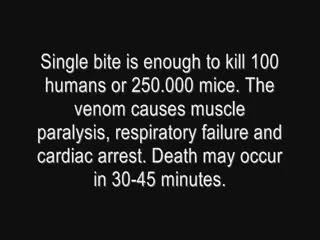 Single bite is enough to kill 100
humans or 250.000 mice. The
venom causes muscle
paralysis, respiratory failure and
cardiac arrest. Death may occur
in 30-45 minutes.